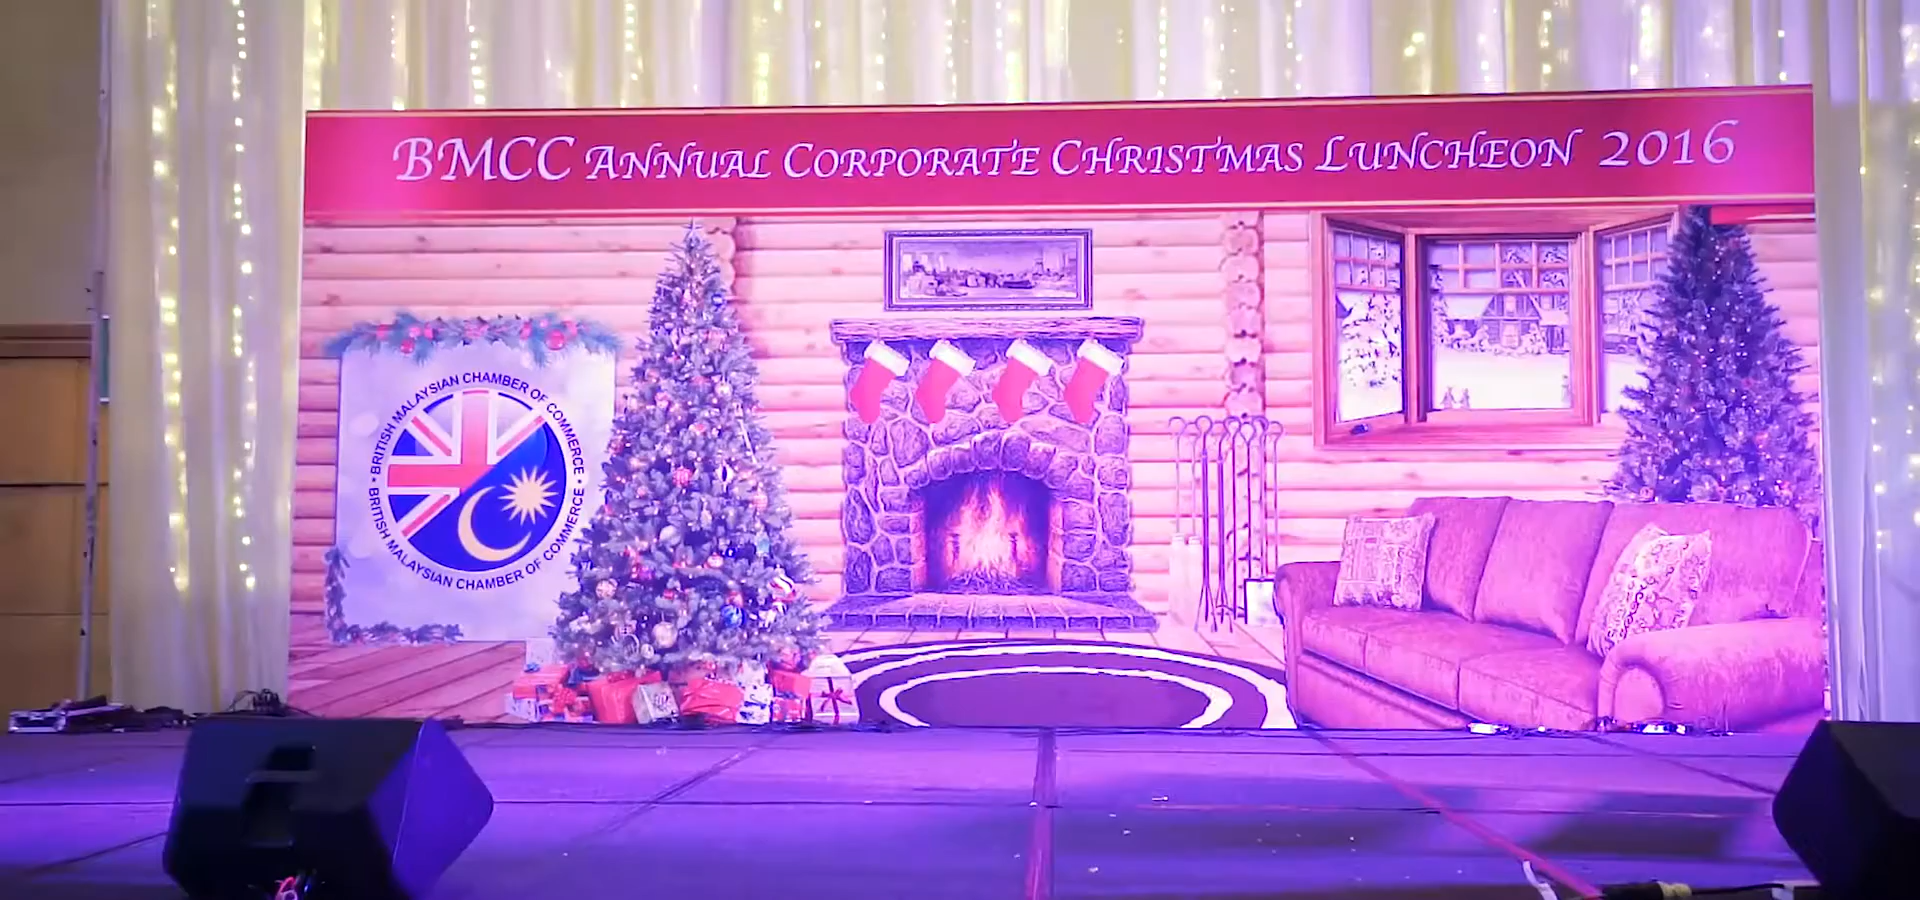 BMCC ANNUAL CORPORATE CHRISTMAS LUNCHEON 2016
• BRITISH MALAYSIAN CHAMBER OF COMMERCE •
BRITISH MALAYSIAN CHAMBER OF COMMERCE